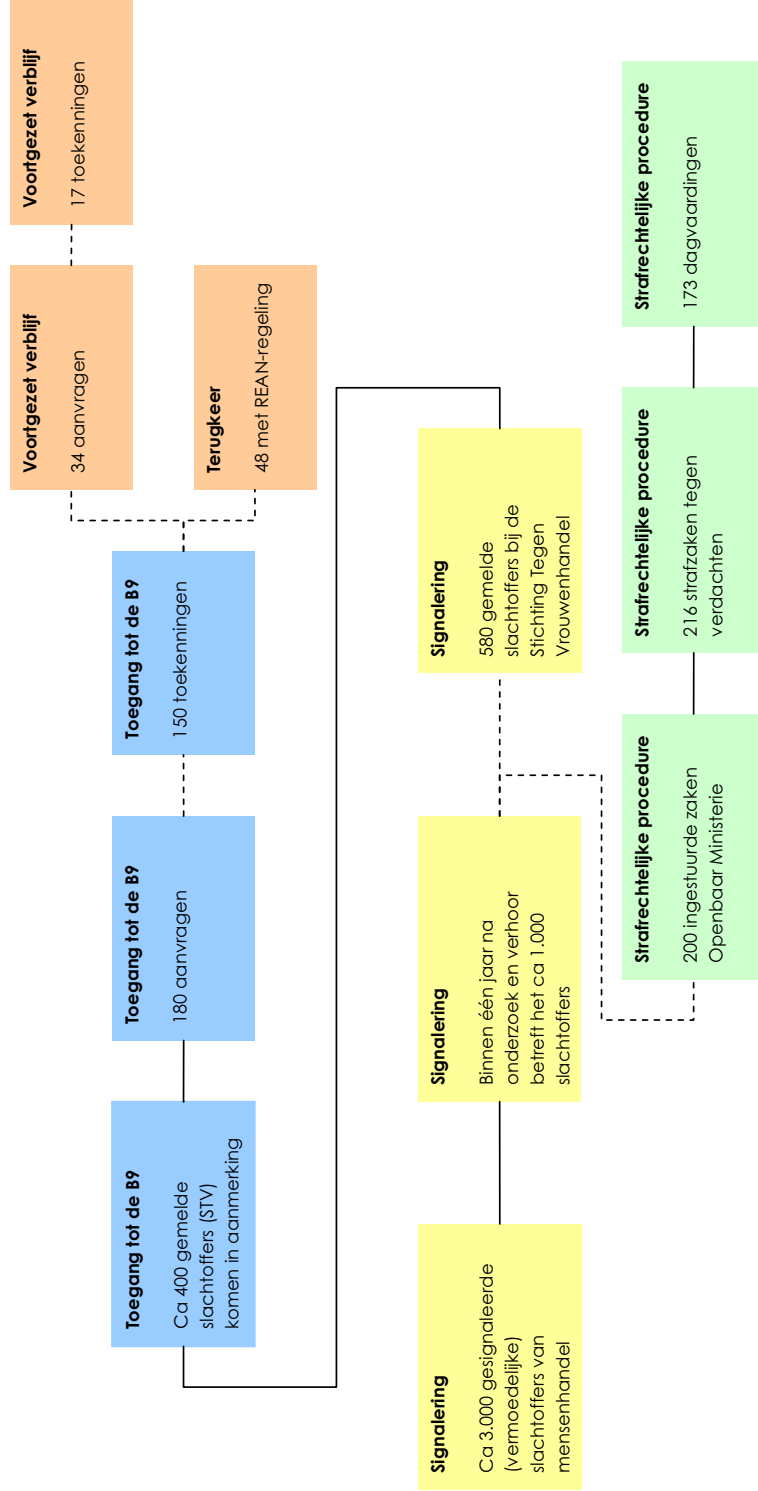 Toegang tot de B9
Ca 400 gemelde
slachtoffers (STV)
komen in aanmerking
Toegang tot de B9
180 aanvragen
Toegang tot de B9
150 toekenningen
Voortgezet verblijf
34 aanvragen
Voortgezet verblijf
17 toekenningen
Terugkeer
48 met REAN-regeling
Signalering
Ca 3.000 gesignaleerde
(vermoedelijke)
slachtoffers van
mensenhandel
Signalering
Binnen één jaar na
onderzoek en verhoor
betreft het ca 1.000
slachtoffers
Signalering
580 gemelde
slachtoffers bij de
Stichting Tegen
Vrouwenhandel
Strafrechtelijke procedure
200 ingestuurde zaken
Openbaar Ministerie
Strafrechtelijke procedure
216 strafzaken tegen
verdachten
Strafrechtelijke procedure
173 dagvaardingen